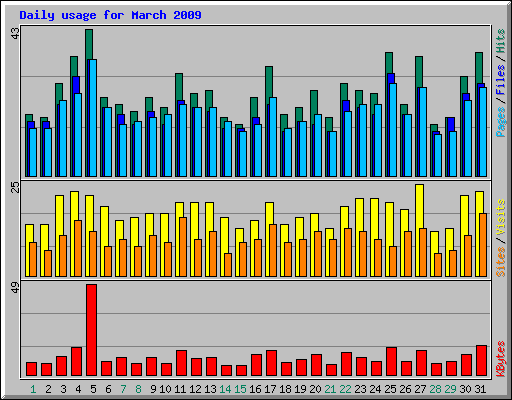 Daily usage for March 2009
43
Pages / Files / Hits
25
Sites / Visits
49
KBytes
1 2 3 4 5 6 7 8 9 10 11 12 13 14 15 16 17 18 19 20 21 22 23 24 25 26 27 28 29 30 31